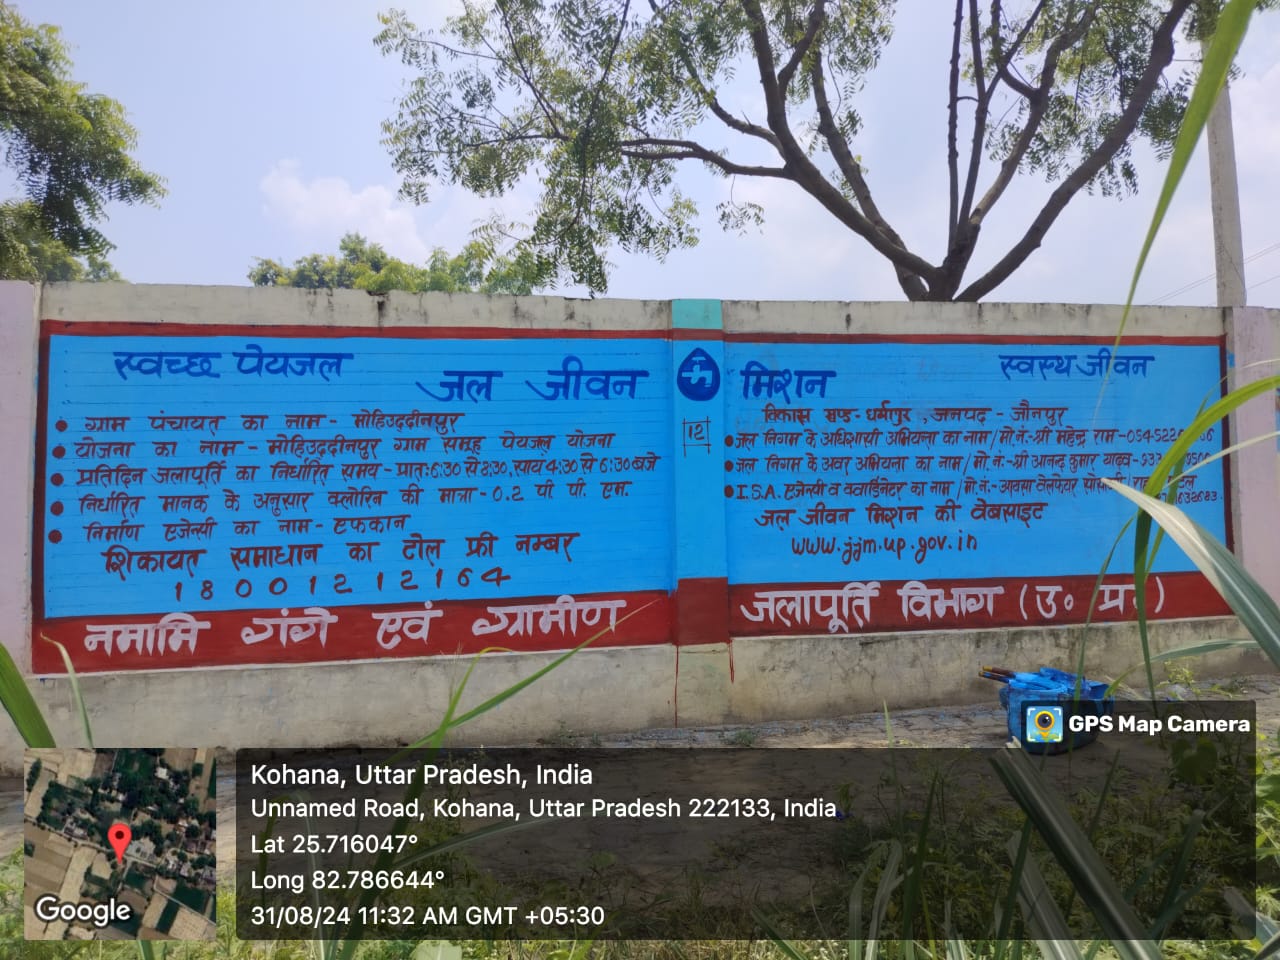 स्वच्छ पेयजल
जल जीवन
ग्राम पंचायत का नाम - मोहिउद्दीनपुर
योजना का नाम - मोहिउद्दीनपुर ग्राम समूह पेयजल योजना
प्रतिदिन जलापूर्ति का निर्धारित समय - प्रातः 6:30 से 8:30, सायं 4:30 से 6:30 बजे
निर्धारित मानक के अनुसार क्लोरिन की मात्रा - 0.2 पी पी. एम.
निर्माण एजेन्सी का नाम - एफकान
शिकायत समाधान का टोल फ्री नम्बर
18001212164
नमामि गंगे एवं ग्रामीण
12
स्वस्थ जीवन
मिशन
विकास खण्ड - धर्मापुर, जनपद - जौनपुर
जल निगम के अधिशासी अभियन्ता का नाम / मो.नं.- श्री महेन्द्र राम -
जल निगम के अवर अभियन्ता का नाम / मो.नं.- श्री आनन्द कुमार यादव -
I.S.A. एजेन्सी व क्वार्डिनेटर का नाम / मो.नं.- वेलफेयर
जल जीवन मिशन की वेबसाइट
www.jjm.up.gov.in
जलापूर्ति विभाग (उ० प्र०)
GPS Map Camera
Kohana, Uttar Pradesh, India
Unnamed Road, Kohana, Uttar Pradesh 222133, India
Lat 25.716047°
Long 82.786644°
31/08/24 11:32 AM GMT +05:30
Google